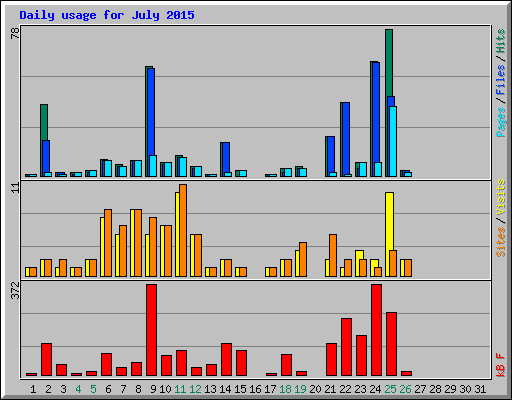 Daily usage for July 2015
78
Pages / Files / Hits
11
Sites / Visits
372
kB F
1 2 3 4 5 6 7 8 9 10 11 12 13 14 15 16 17 18 19 20 21 22 23 24 25 26 27 28 29 30 31